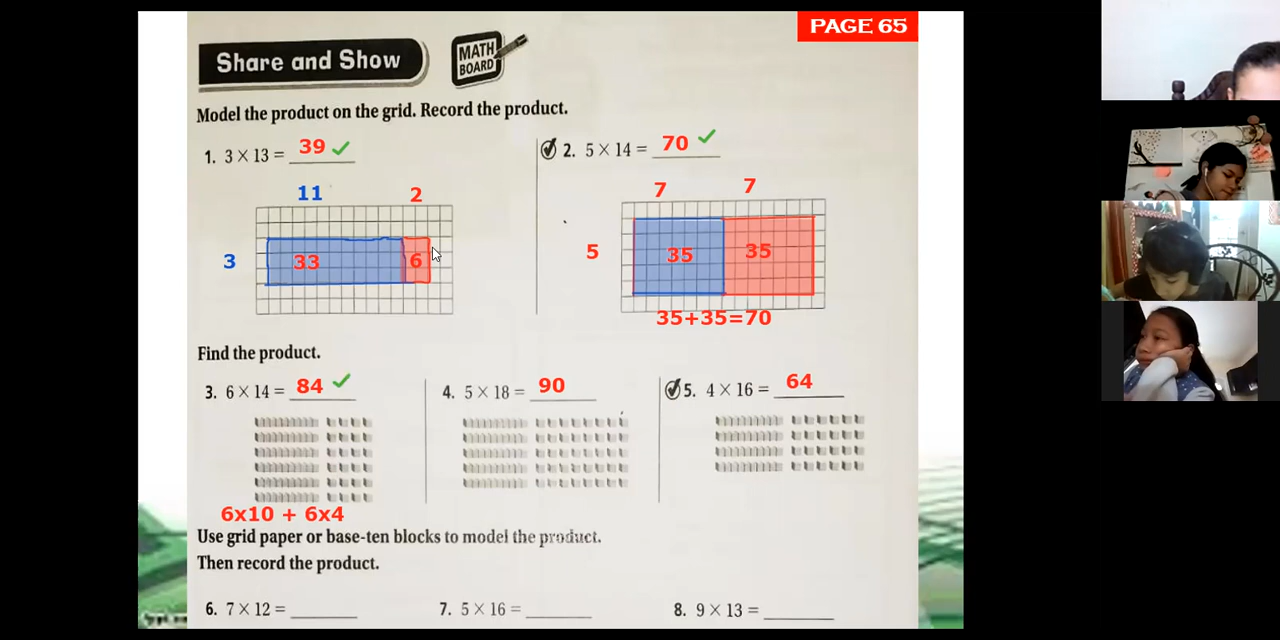 PAGE 65
Share and Show
MATH
BOARD
Model the product on the grid. Record the product.
1. 3 × 13 = 39 ✓
2. 5 × 14 = 70 ✓
11 2
7 7
3 33 6
5 35 35
35+35=70
Find the product.
3. 6 × 14 = 84 ✓
4. 5 × 18 = 90
5. 4 × 16 = 64
6x10 + 6x4
Use grid paper or base-ten blocks to model the product.
Then record the product.
6. 7 × 12 = ______
7. 5 × 16 = ______
8. 9 × 13 = ______